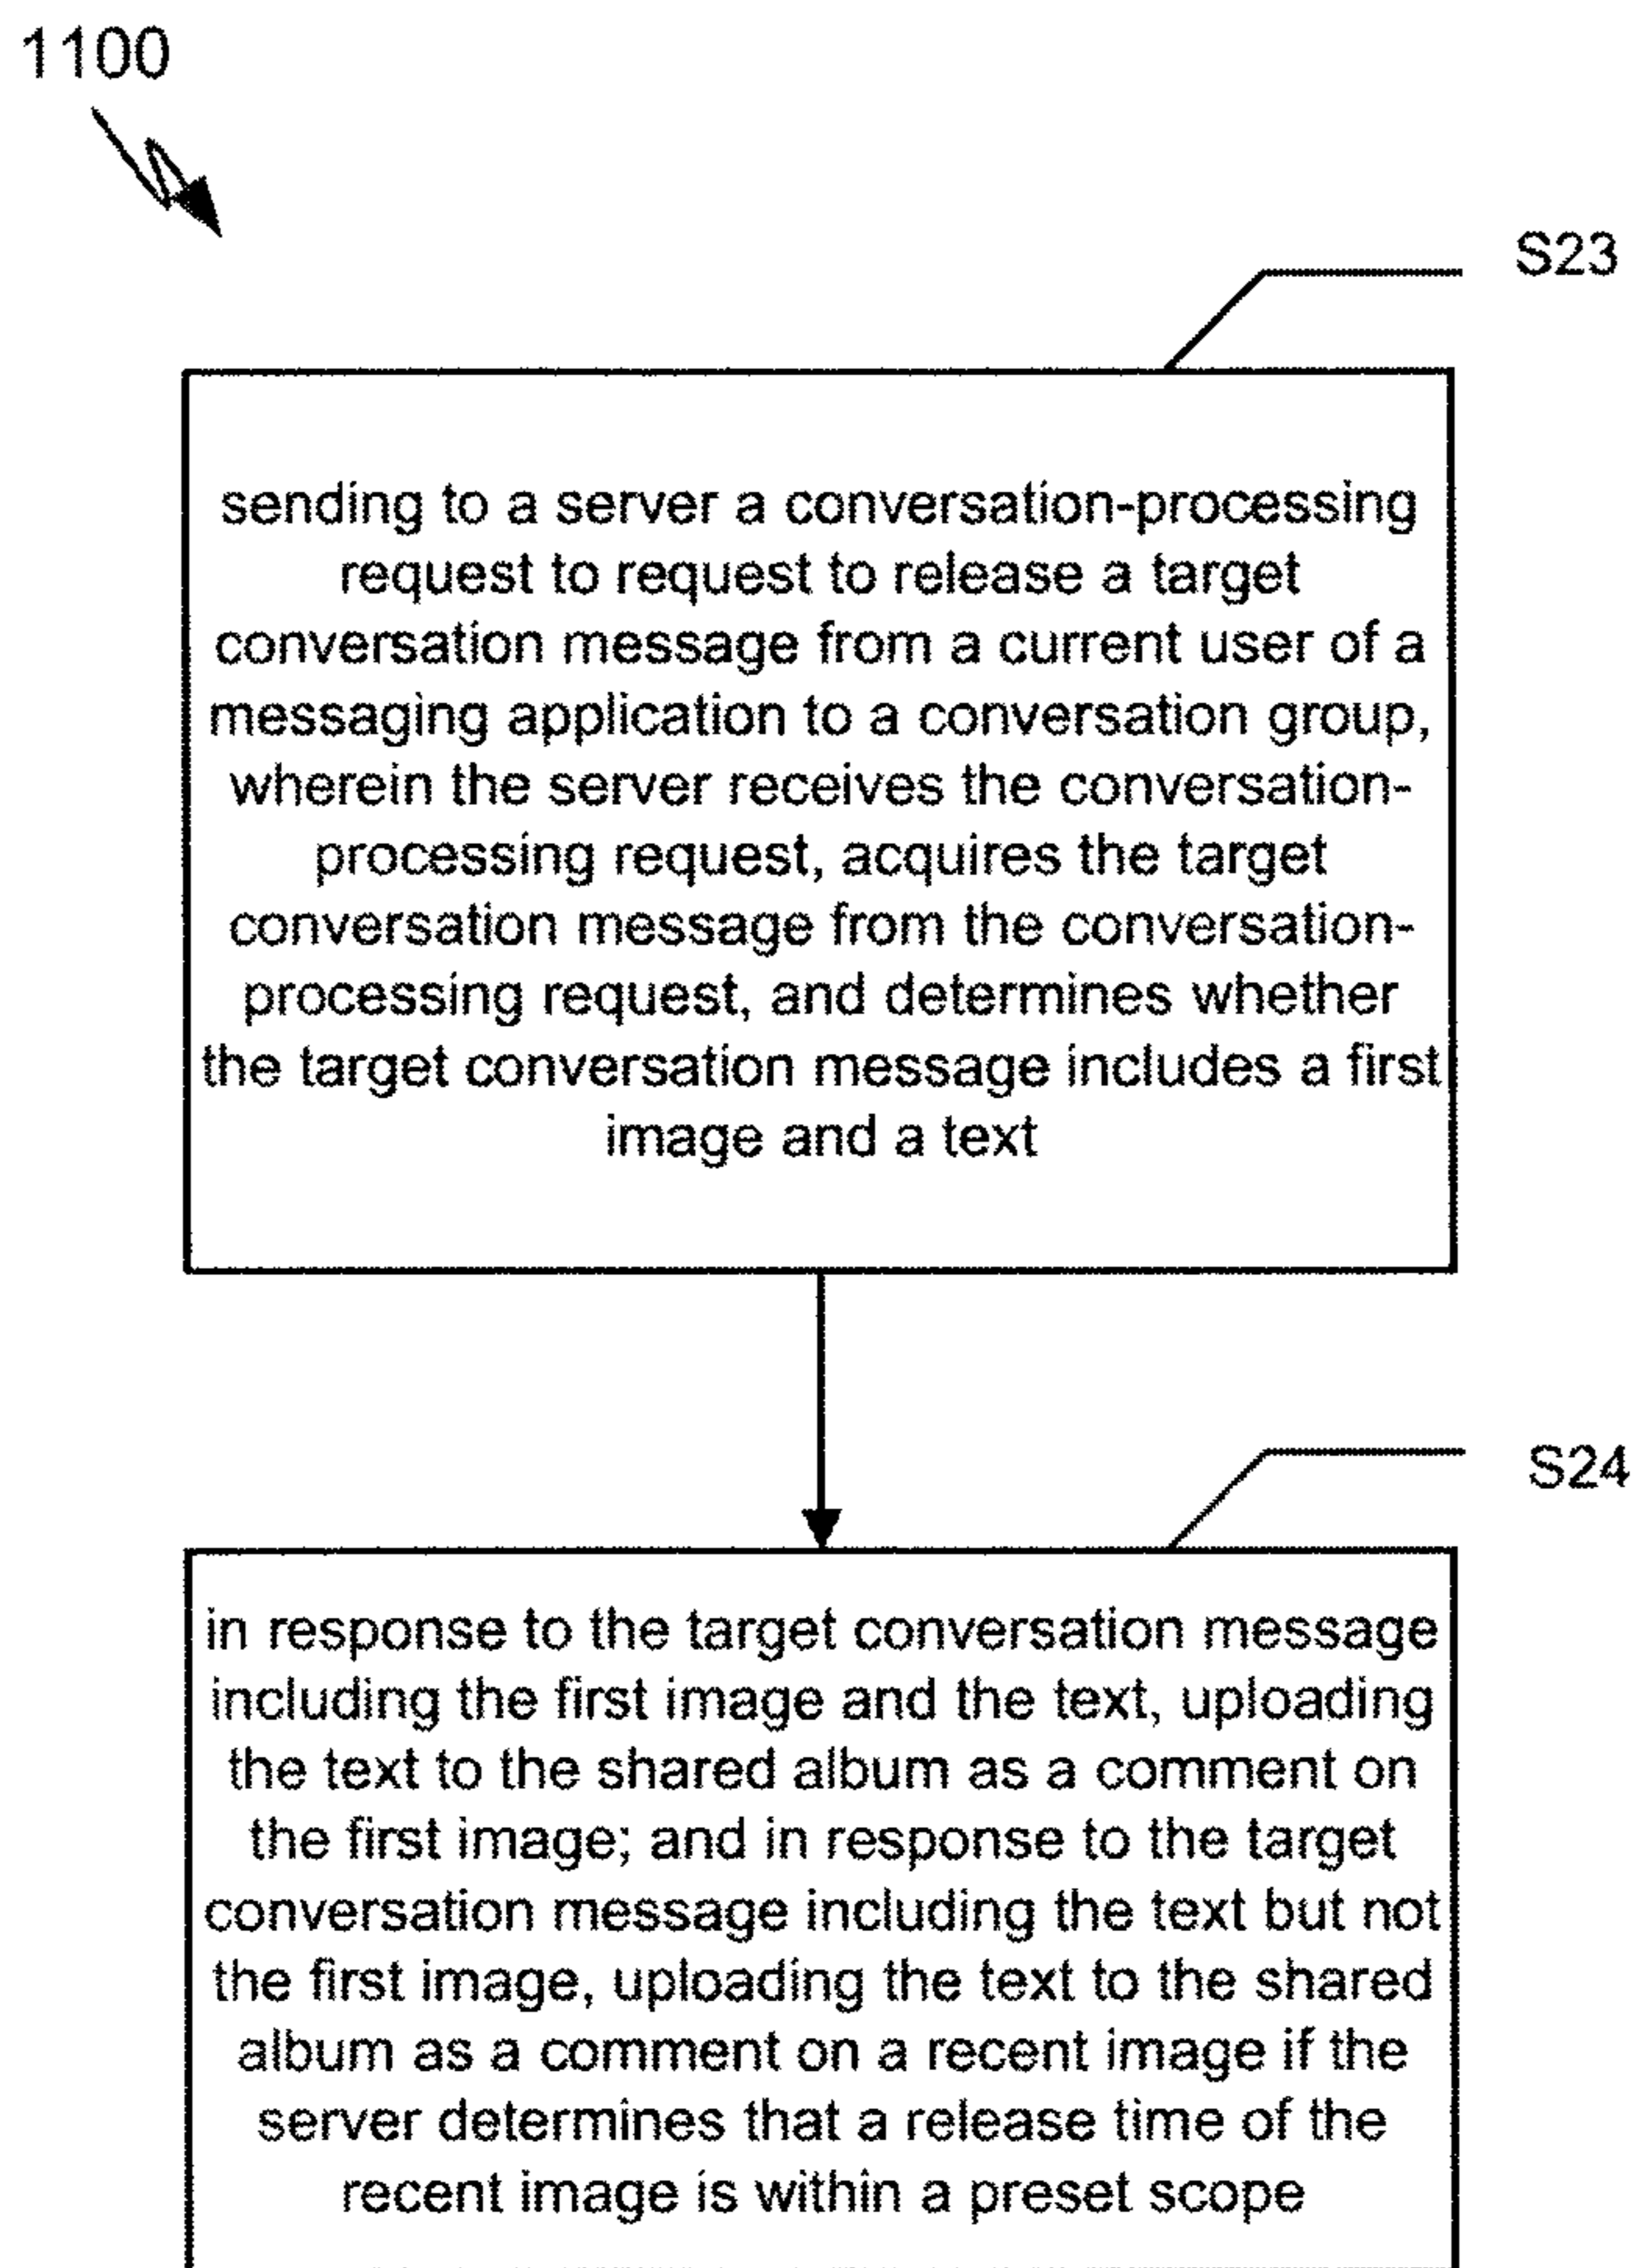 1100
S23
sending to a server a conversation-processing
request to request to release a target
conversation message from a current user of a
messaging application to a conversation group,
wherein the server receives the conversation-
processing request, acquires the target
conversation message from the conversation-
processing request, and determines whether
the target conversation message includes a first
image and a text
S24
in response to the target conversation message
including the first image and the text, uploading
the text to the shared album as a comment on
the first image; and in response to the target
conversation message including the text but not
the first image, uploading the text to the shared
album as a comment on a recent image if the
server determines that a release time of the
recent image is within a preset scope